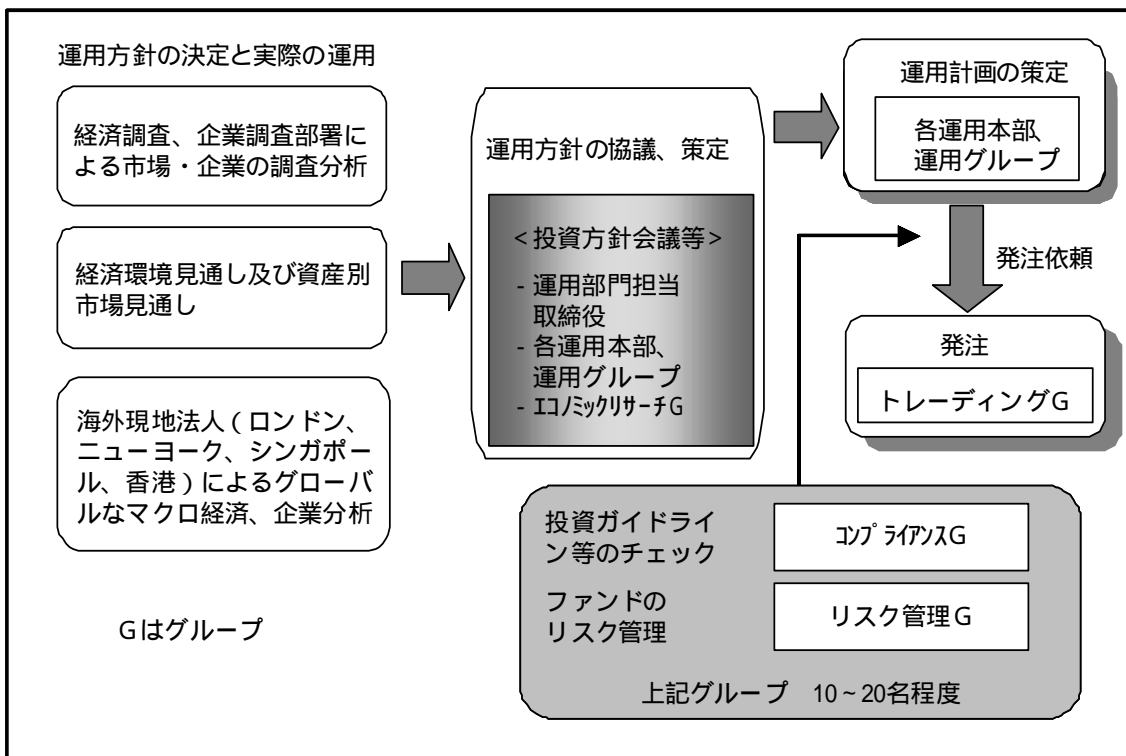 運用方針の決定と実際の運用
経済調査、企業調査部署に
よる市場・企業の調査分析
経済環境見通し及び資産別
市場見通し
海外現地法人(ロンドン、
ニューヨーク、シンガポー
ル、香港)によるグローバ
ルなマクロ経済、企業分析
Gはグループ
運用方針の協議、策定
<投資方針会議等>
- 運用部門担当
取締役
- 各運用本部、
運用グループ
- エコノミックリサーチG
運用計画の策定
各運用本部、
運用グループ
発注依頼
発注
トレーディングG
投資ガイドライ
ン等のチェック
コンプライアンスG
ファンドの
リスク管理
リスク管理G
上記グループ 10~20名程度